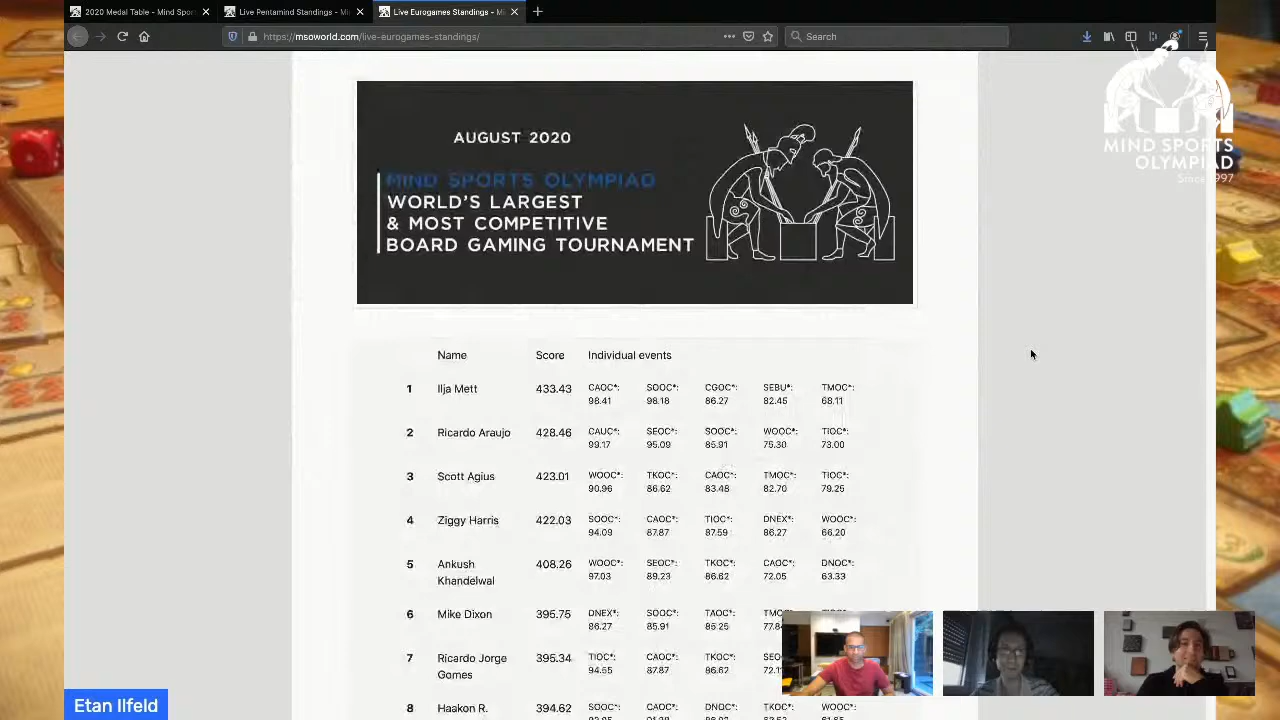 2020 Medal Table - Mind Spor
Live Pentamind Standings - Mi
Live Eurogames Standings - Mi
https://msoworld.com/live-eurogames-standings/
Search
MIND SPORTS
OLYMPIAD
Since 1997
AUGUST 2020
MIND SPORTS OLYMPIAD
WORLD'S LARGEST
& MOST COMPETITIVE
BOARD GAMING TOURNAMENT
Name Score Individual events
1 Ilja Mett 433.43 CAOC*: 98.41 SOOC*: 98.18 CGOC*: 86.27 SEBU*: 82.45 TMOC*: 68.11
2 Ricardo Araujo 428.46 CAUC*: 99.17 SEOC*: 95.09 SOOC*: 85.91 WOOC*: 75.30 TIOC*: 73.00
3 Scott Agius 423.01 WOOC*: 90.96 TKOC*: 86.62 CAOC*: 83.48 TMOC*: 82.70 TIOC*: 79.25
4 Ziggy Harris 422.03 SOOC*: 94.09 CAOC*: 87.87 TIOC*: 87.59 DNEX*: 86.27 WOOC*: 66.20
5 Ankush Khandelwal 408.26 WOOC*: 97.03 SEOC*: 89.23 TKOC*: 86.62 CAOC*: 72.05 DNOC*: 63.33
6 Mike Dixon 395.75 DNEX*: 86.27 SOOC*: 85.91 TAOC*: 85.25
7 Ricardo Jorge Gomes 395.34 TIOC*: 94.55 CAOC*: 87.87 TKOC*: 86.62
8 Haakon R. 394.62 SOOC*: CAOC*: DNOC*: TKOC*: WOOC*:
Etan Ilfeld